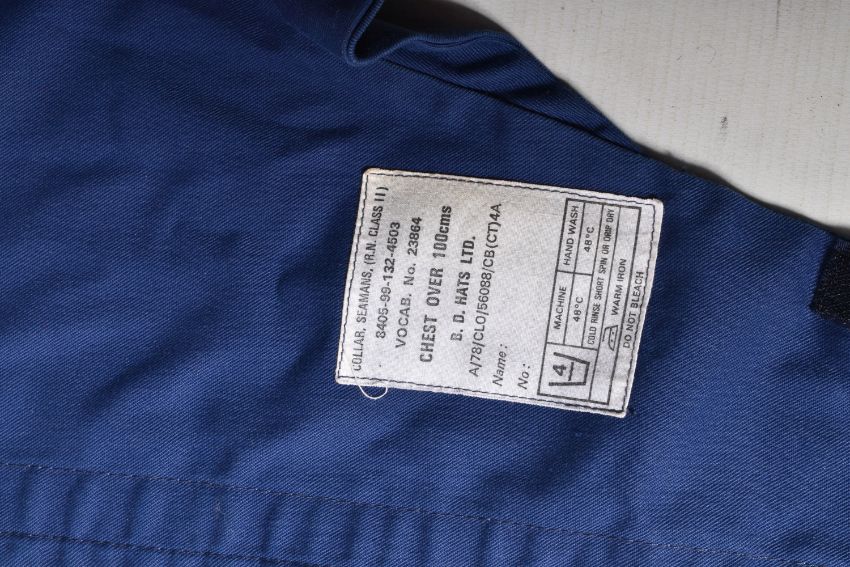 COLLAR, SEAMANS, (R.N. CLASS II)
8405-99-132-4503
VOCAB. No. 23864
CHEST OVER 100cms
B. D. HATS LTD.
A/78/CLO/56088/CB(CT)4A
Name:
No:
4
MACHINE
48°C
HAND WASH
48°C
COLD RINSE SHORT SPIN OR DRIP DRY
WARM IRON
DO NOT BLEACH